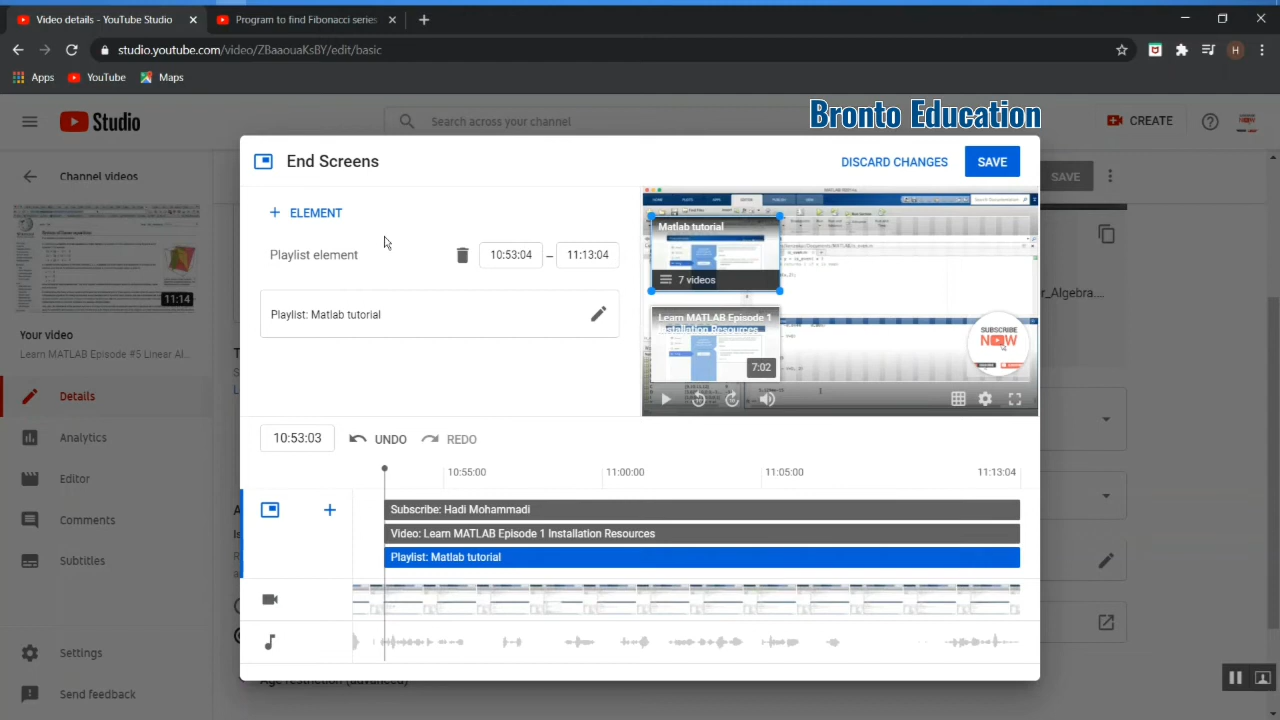 Video details - YouTube Studio
Program to find Fibonacci series
studio.youtube.com/video/ZBaaouaKsBY/edit/basic
Apps
YouTube
Maps
H
Bronto Education
Studio
Search across your channel
CREATE
End Screens
DISCARD CHANGES
SAVE
Channel videos
SAVE
ELEMENT
Playlist element
10:53:04
–
11:13:04
Playlist: Matlab tutorial
Matlab tutorial
7 videos
Learn MATLAB Episode 1
Installation Resources...
7:02
SUBSCRIBE
NOW
11:14
Your video
Learn MATLAB Episode #5 Linear Al...
r_Algebra...
Details
Analytics
Editor
Comments
Subtitles
Settings
Send feedback
10:53:03
UNDO
REDO
10:55:00
11:00:00
11:05:00
11:13:04
Subscribe: Hadi Mohammadi
Video: Learn MATLAB Episode 1 Installation Resources
Playlist: Matlab tutorial
Age restriction (advanced)